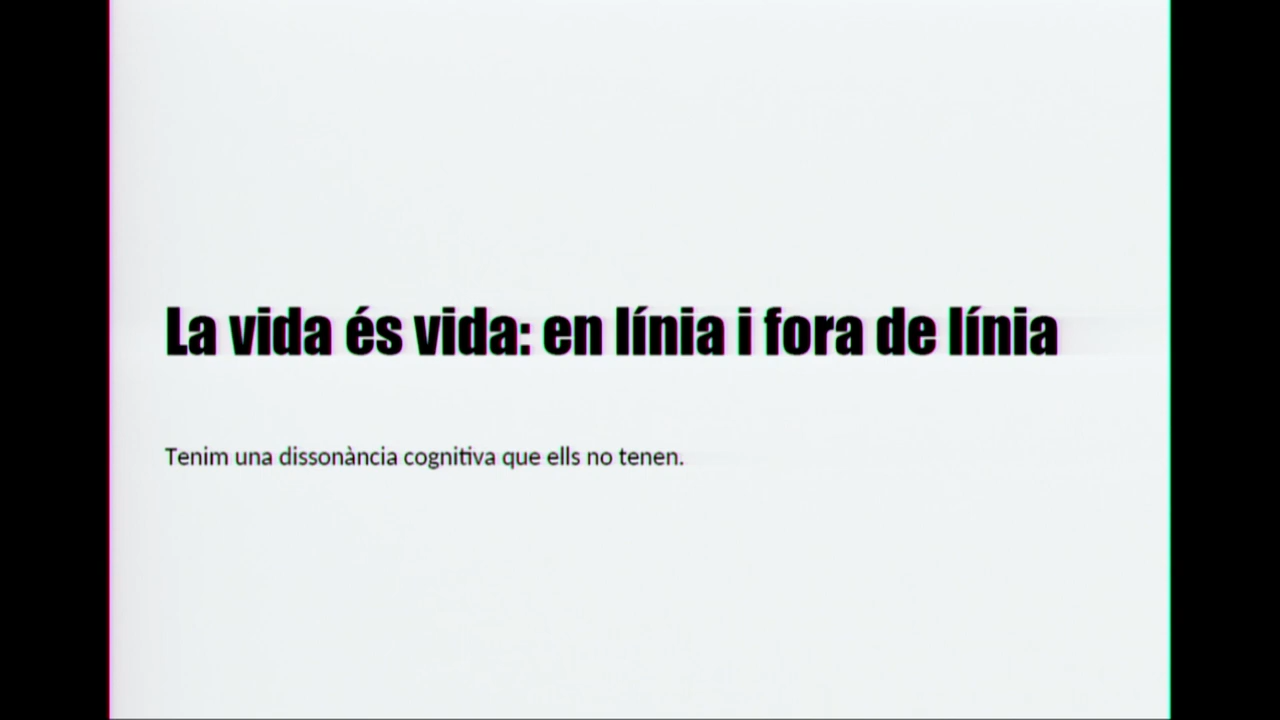 La vida és vida: en línia i fora de línia
Tenim una dissonància cognitiva que ells no tenen.